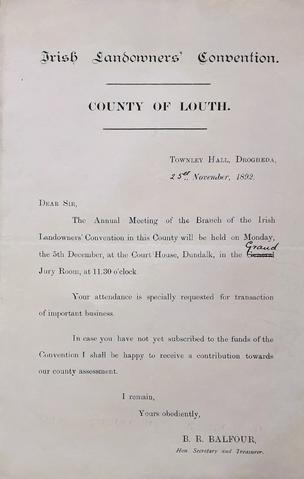 Irish Landowners' Convention.
COUNTY OF LOUTH.
Townley Hall, Drogheda,
25th November, 1892.
Dear Sir,
The Annual Meeting of the Branch of the Irish
Landowners' Convention in this County will be held on Monday,
the 5th December, at the Court House, Dundalk, in the General Grand
Jury Room, at 11.30 o'clock.
Your attendance is specially requested for transaction
of important business.
In case you have not yet subscribed to the funds of the
Convention I shall be happy to receive a contribution towards
our county assessment.
I remain,
Yours obediently,
B. R. BALFOUR,
Hon Secretary and Treasurer.